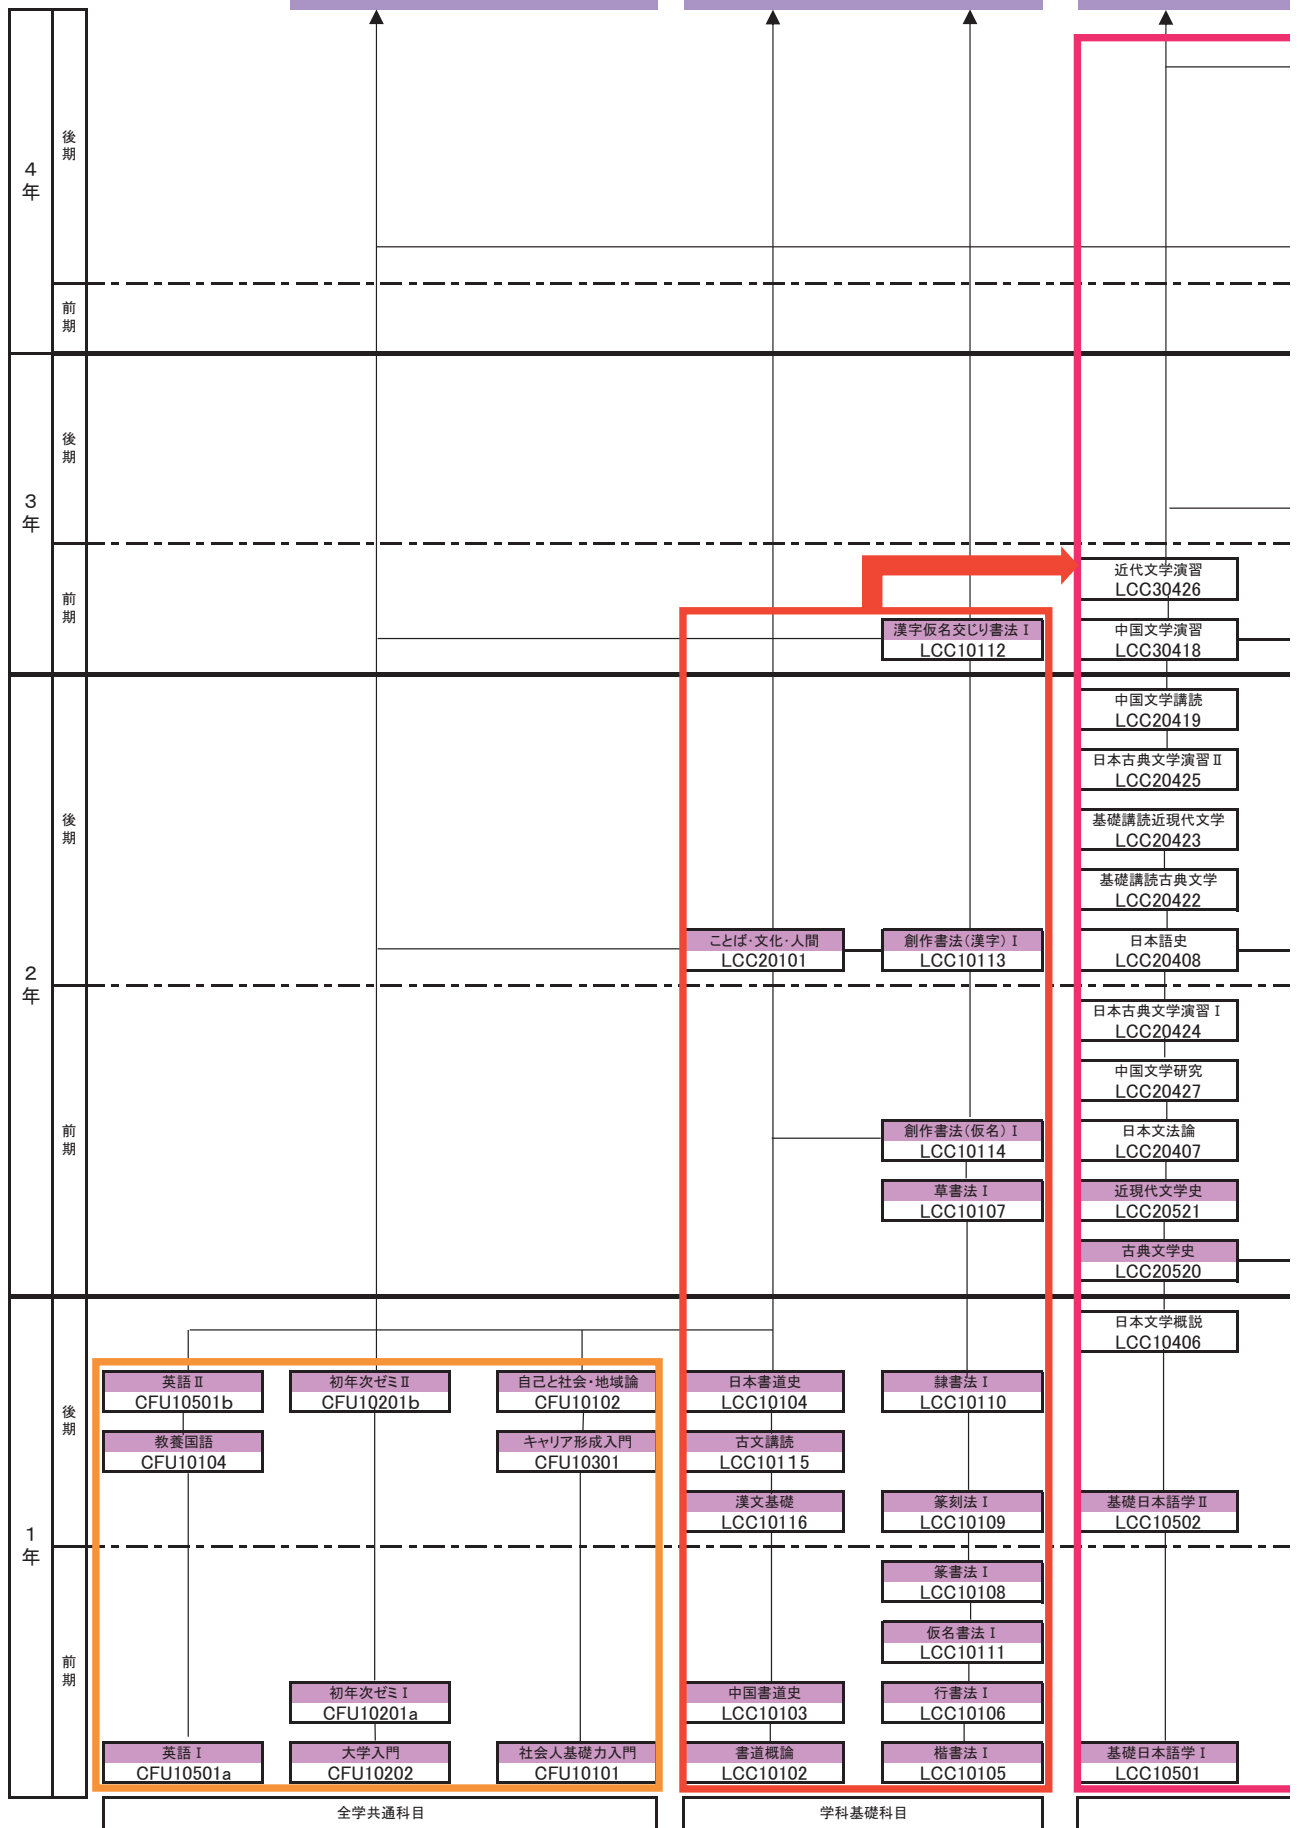 4年
後期
前期
3年
後期
前期
近代文学演習
LCC30426
漢字仮名交じり書法Ⅰ
LCC10112
中国文学演習
LCC30418
2年
後期
中国文学講読
LCC20419
日本古典文学演習Ⅱ
LCC20425
基礎講読近現代文学
LCC20423
基礎講読古典文学
LCC20422
ことば・文化・人間
LCC20101
創作書法(漢字)Ⅰ
LCC10113
日本語史
LCC20408
前期
日本古典文学演習Ⅰ
LCC20424
中国文学研究
LCC20427
創作書法(仮名)Ⅰ
LCC10114
日本文法論
LCC20407
草書法Ⅰ
LCC10107
近現代文学史
LCC20521
古典文学史
LCC20520
1年
後期
日本文学概説
LCC10406
英語Ⅱ
CFU10501b
初年次ゼミⅡ
CFU10201b
自己と社会・地域論
CFU10102
日本書道史
LCC10104
隷書法Ⅰ
LCC10110
教養国語
CFU10104
キャリア形成入門
CFU10301
古文講読
LCC10115
漢文基礎
LCC10116
篆刻法Ⅰ
LCC10109
基礎日本語学Ⅱ
LCC10502
前期
篆書法Ⅰ
LCC10108
仮名書法Ⅰ
LCC10111
初年次ゼミⅠ
CFU10201a
中国書道史
LCC10103
行書法Ⅰ
LCC10106
英語Ⅰ
CFU10501a
大学入門
CFU10202
社会人基礎力入門
CFU10101
書道概論
LCC10102
楷書法Ⅰ
LCC10105
基礎日本語学Ⅰ
LCC10501
全学共通科目
学科基礎科目